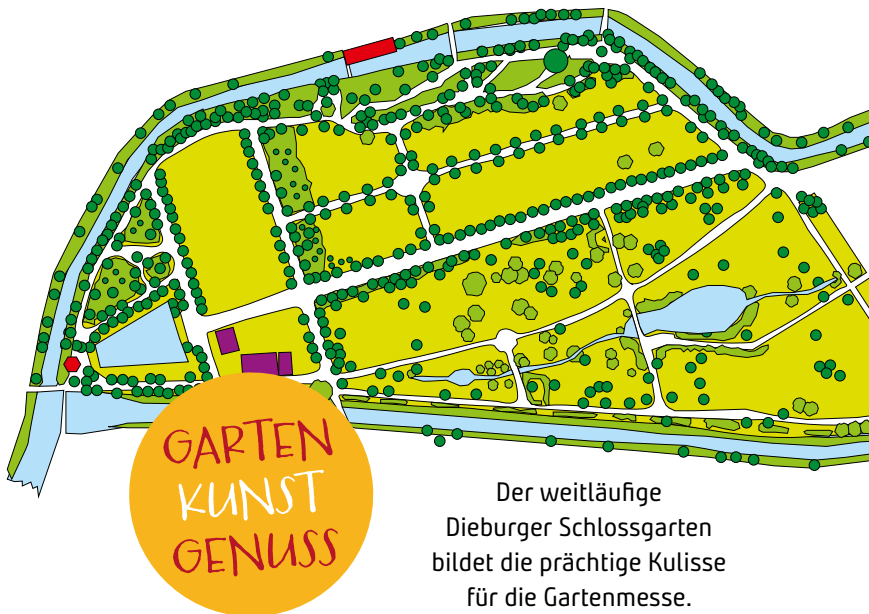 GARTEN
KUNST
GENUSS
Der weitläufige
Dieburger Schlossgarten
bildet die prächtige Kulisse
für die Gartenmesse.